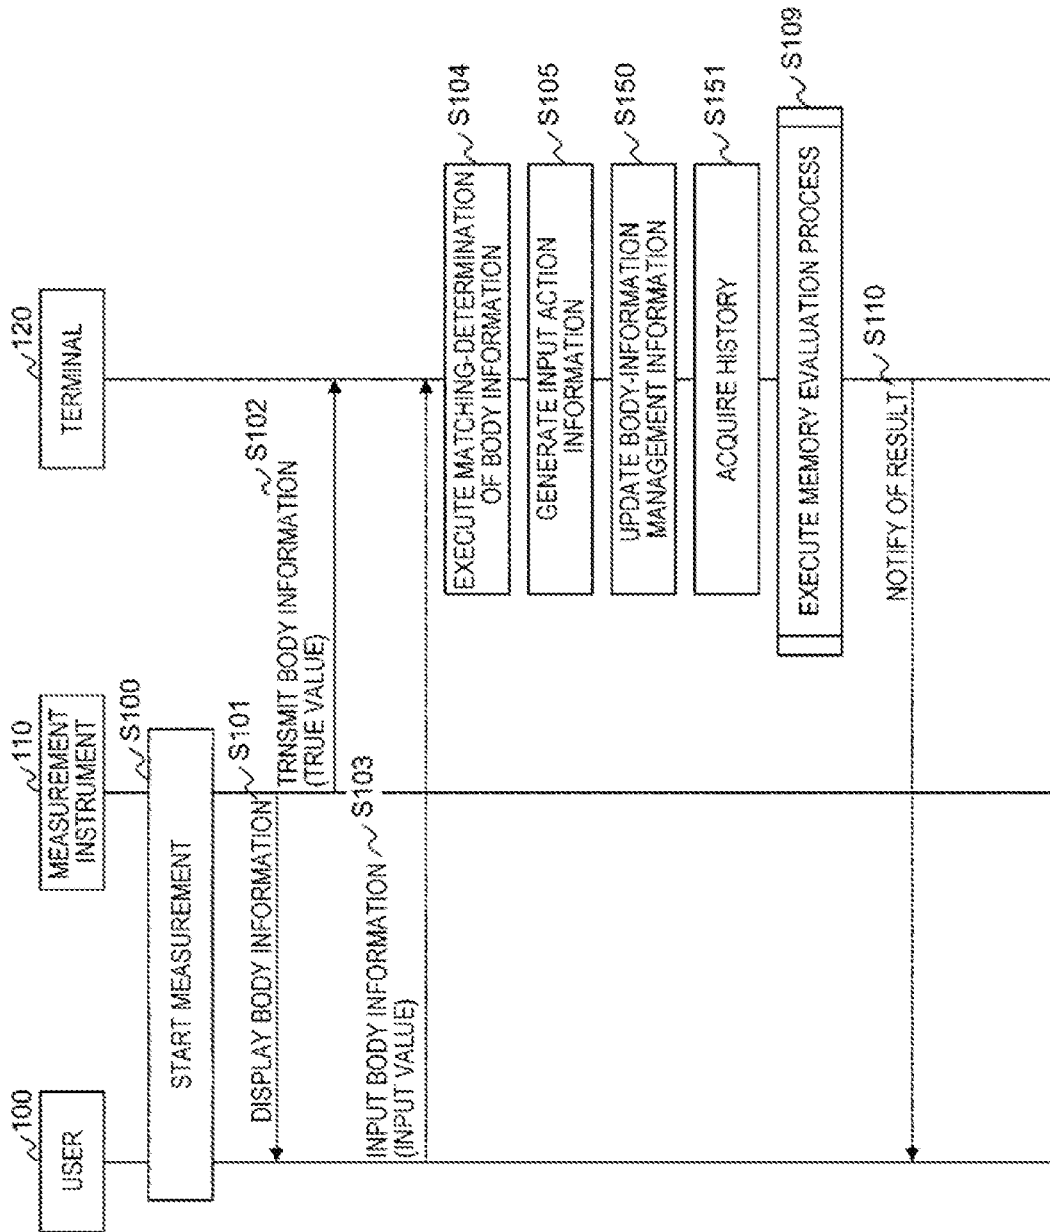 100
USER
110
MEASUREMENT
INSTRUMENT
120
TERMINAL
S100
START MEASUREMENT
S101
DISPLAY BODY INFORMATION
S102
TRNSMIT BODY INFORMATION
(TRUE VALUE)
S103
INPUT BODY INFORMATION
(INPUT VALUE)
S104
EXECUTE MATCHING-DETERMINATION
OF BODY INFORMATION
S105
GENERATE INPUT ACTION
INFORMATION
S150
UPDATE BODY-INFORMATION
MANAGEMENT INFORMATION
S151
ACQUIRE HISTORY
S109
EXECUTE MEMORY EVALUATION PROCESS
S110
NOTIFY OF RESULT